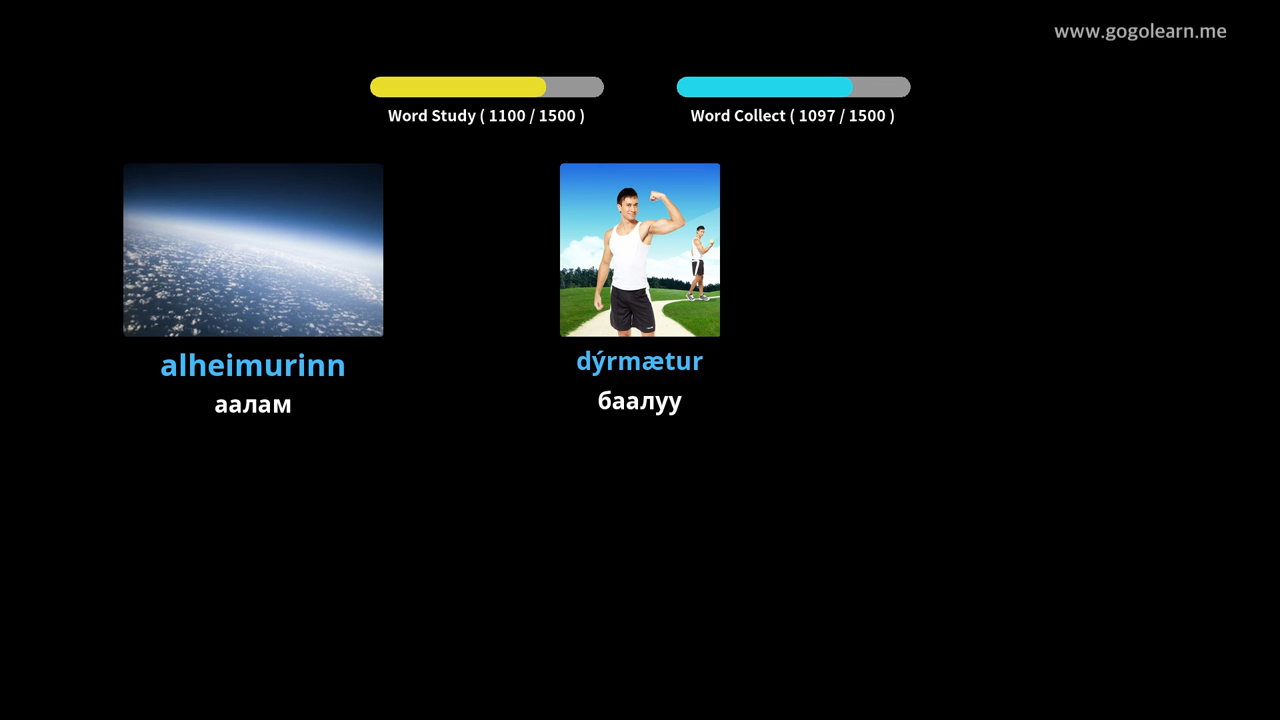 www.gogolearn.me
Word Study ( 1100 / 1500 )
Word Collect ( 1097 / 1500 )
alheimurinn
аалам
dýrmætur
баалуу